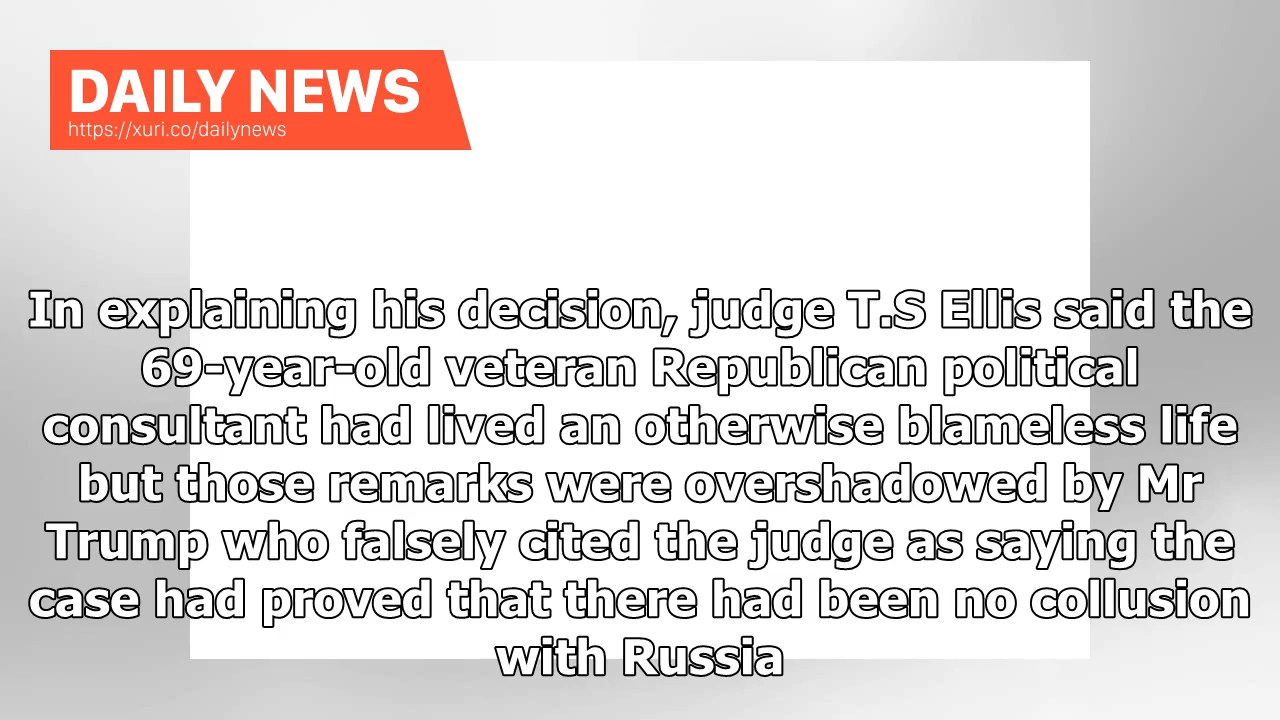 DAILY NEWS
https://xuri.co/dailynews
In explaining his decision, judge T.S Ellis said the
69-year-old veteran Republican political
consultant had lived an otherwise blameless life
but those remarks were overshadowed by Mr
Trump who falsely cited the judge as saying the
case had proved that there had been no collusion
with Russia